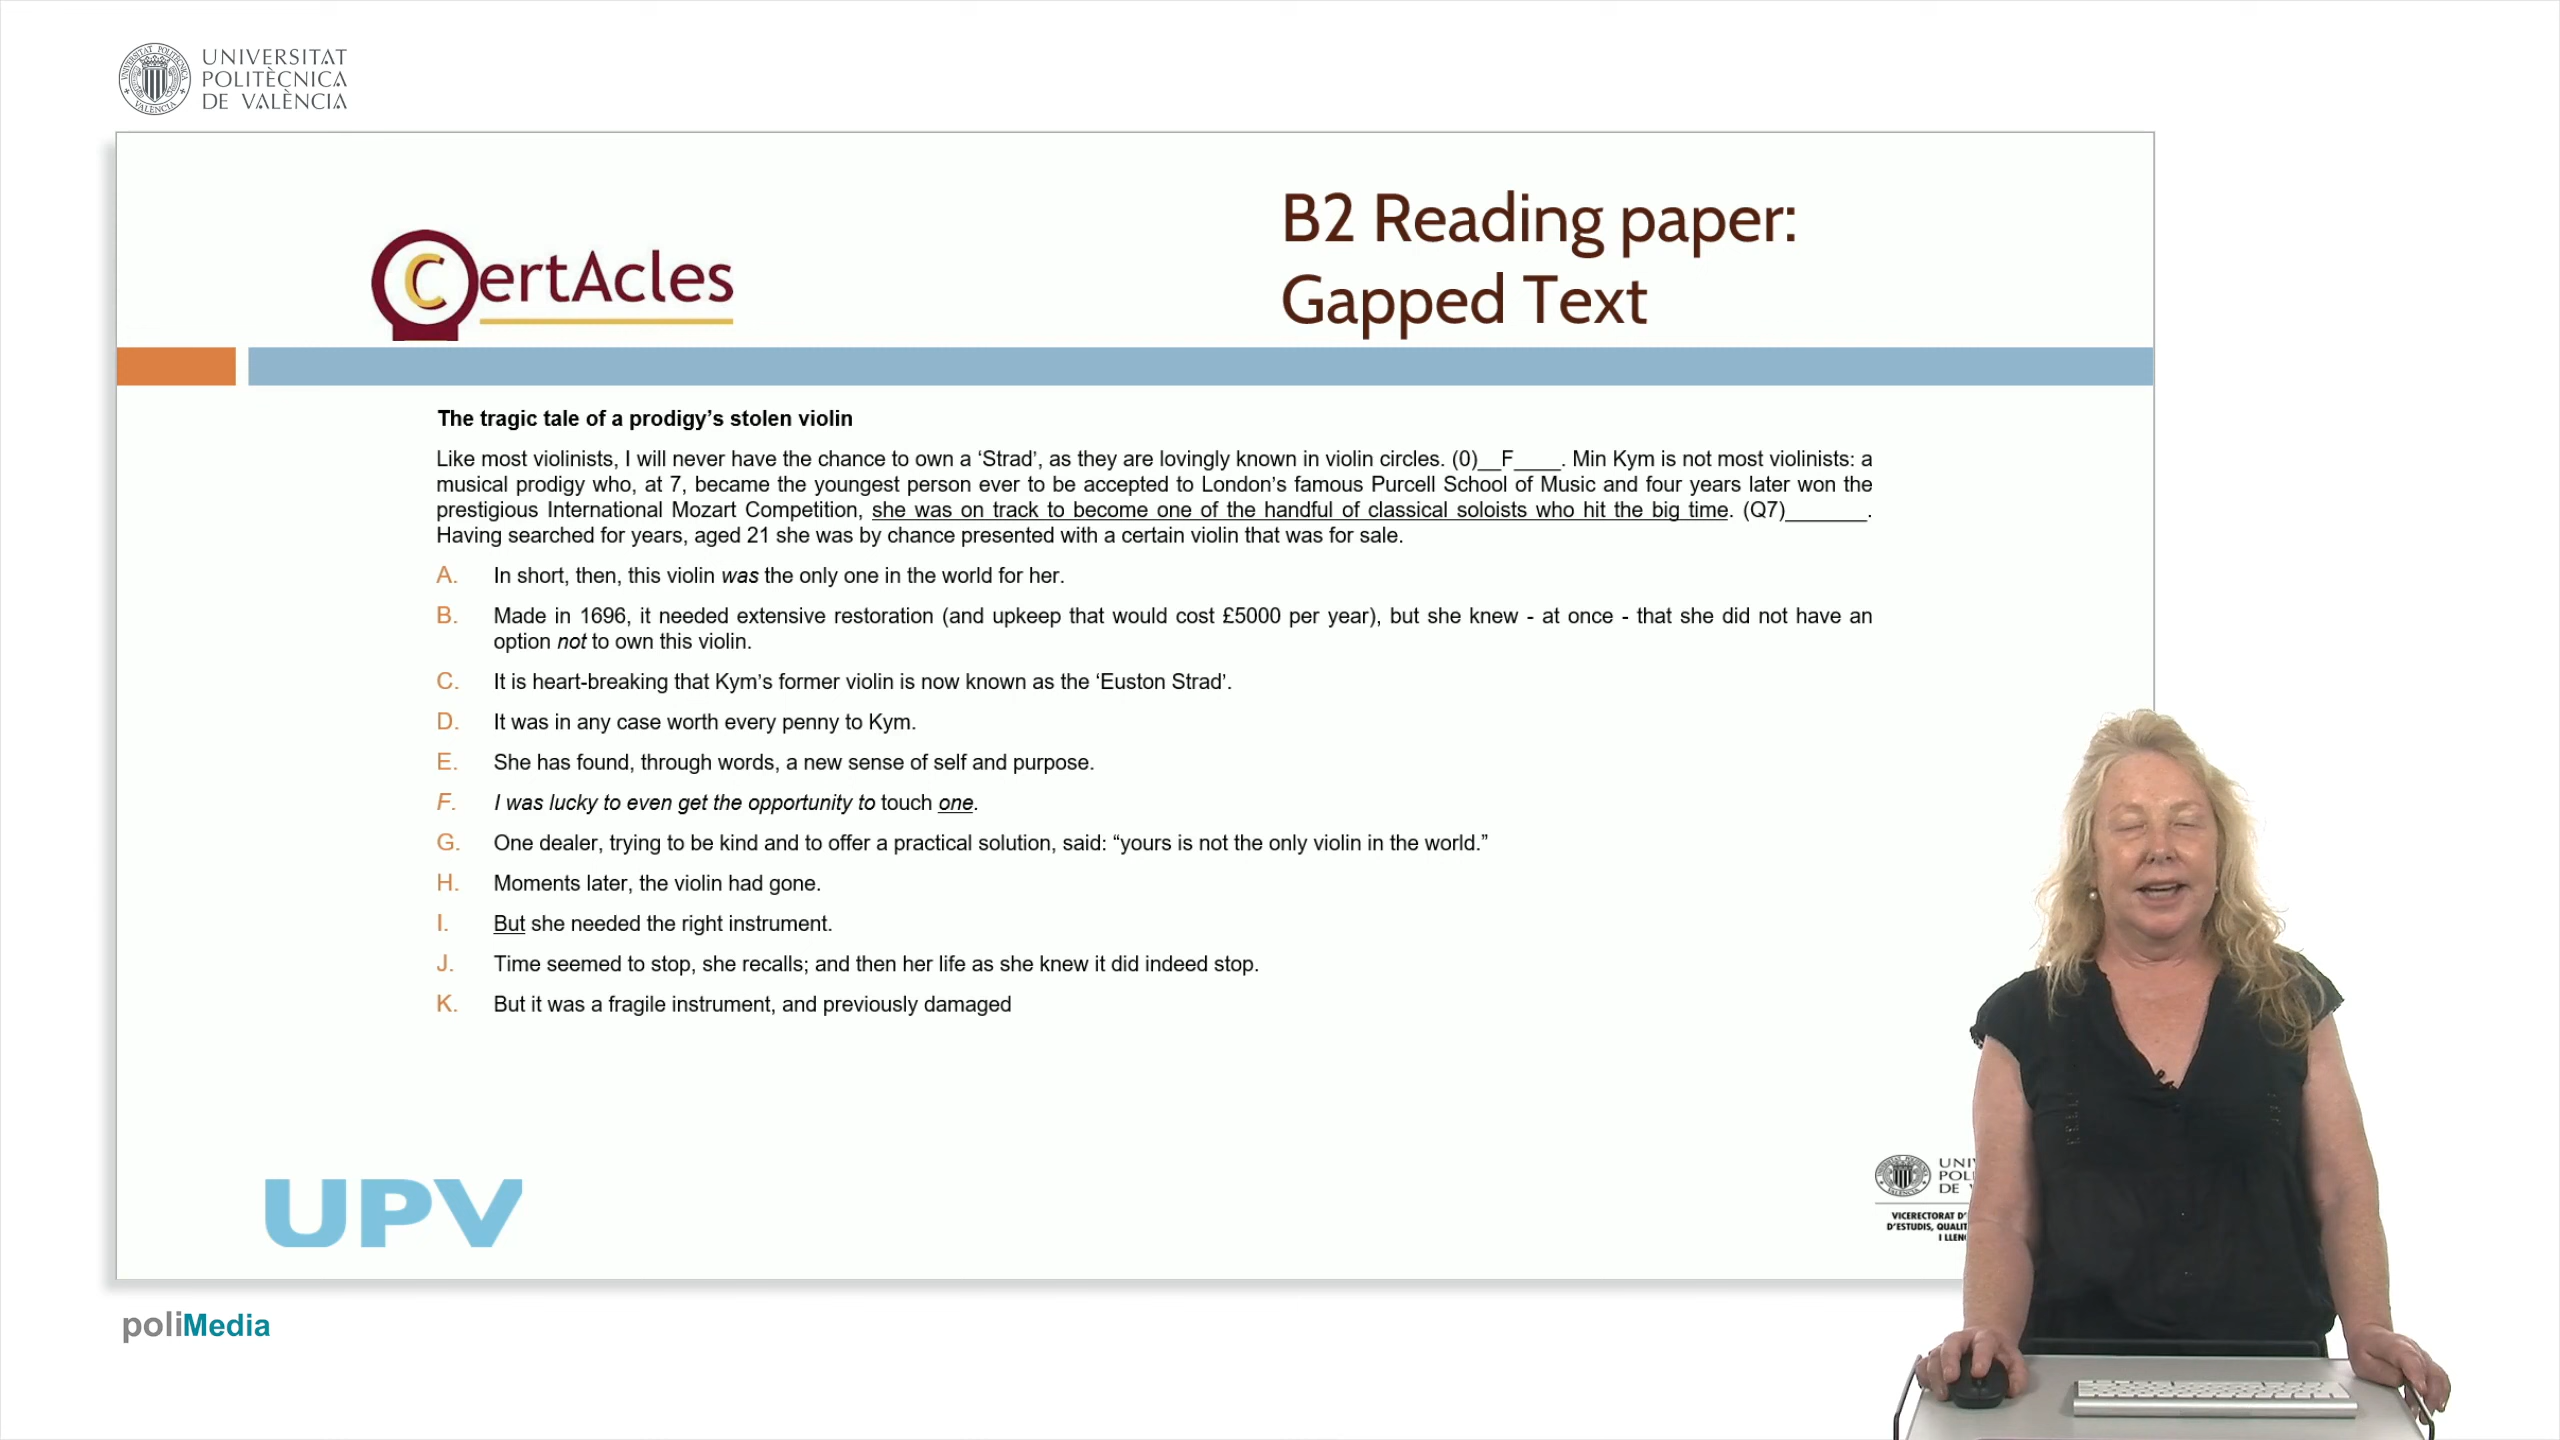 UNIVERSITAT
POLITÈCNICA
DE VALÈNCIA
CertAcles
B2 Reading paper:
Gapped Text
The tragic tale of a prodigy's stolen violin
Like most violinists, I will never have the chance to own a 'Strad', as they are lovingly known in violin circles. (0)__F____. Min Kym is not most violinists: a
musical prodigy who, at 7, became the youngest person ever to be accepted to London's famous Purcell School of Music and four years later won the
prestigious International Mozart Competition, she was on track to become one of the handful of classical soloists who hit the big time. (Q7)_______.
Having searched for years, aged 21 she was by chance presented with a certain violin that was for sale.
A. In short, then, this violin was the only one in the world for her.
B. Made in 1696, it needed extensive restoration (and upkeep that would cost £5000 per year), but she knew - at once - that she did not have an
option not to own this violin.
C. It is heart-breaking that Kym's former violin is now known as the 'Euston Strad'.
D. It was in any case worth every penny to Kym.
E. She has found, through words, a new sense of self and purpose.
F. I was lucky to even get the opportunity to touch one.
G. One dealer, trying to be kind and to offer a practical solution, said: “yours is not the only violin in the world.”
H. Moments later, the violin had gone.
I. But she needed the right instrument.
J. Time seemed to stop, she recalls; and then her life as she knew it did indeed stop.
K. But it was a fragile instrument, and previously damaged
UPV
UNI
POL
DE
VICERECTORAT D'
D'ESTUDIS, QUALIT
I LLEN
poliMedia